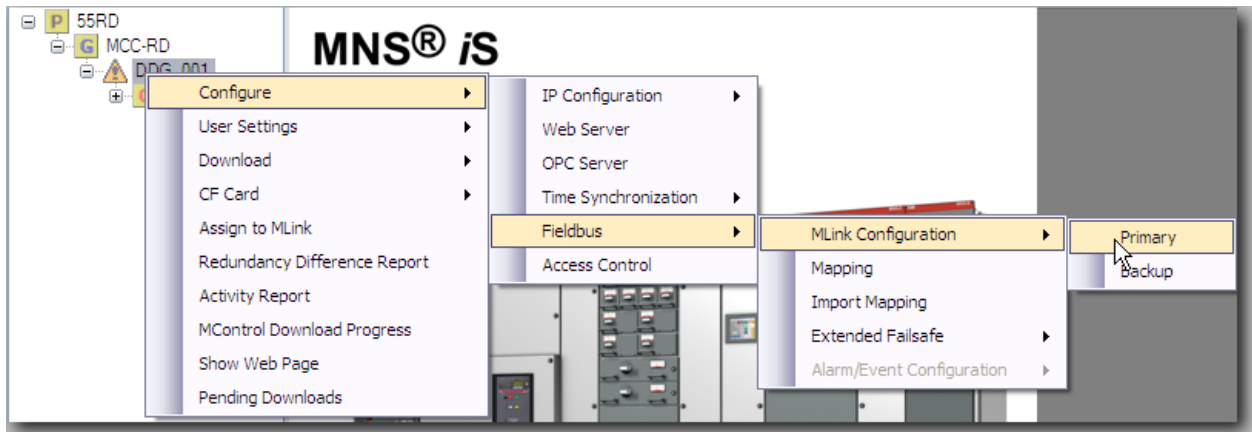 P 55RD
G MCC-RD
DDG_001
MNS® iS
Configure
User Settings
Download
CF Card
Assign to MLink
Redundancy Difference Report
Activity Report
MControl Download Progress
Show Web Page
Pending Downloads
IP Configuration
Web Server
OPC Server
Time Synchronization
Fieldbus
Access Control
MLink Configuration
Mapping
Import Mapping
Extended Failsafe
Alarm/Event Configuration
Primary
Backup